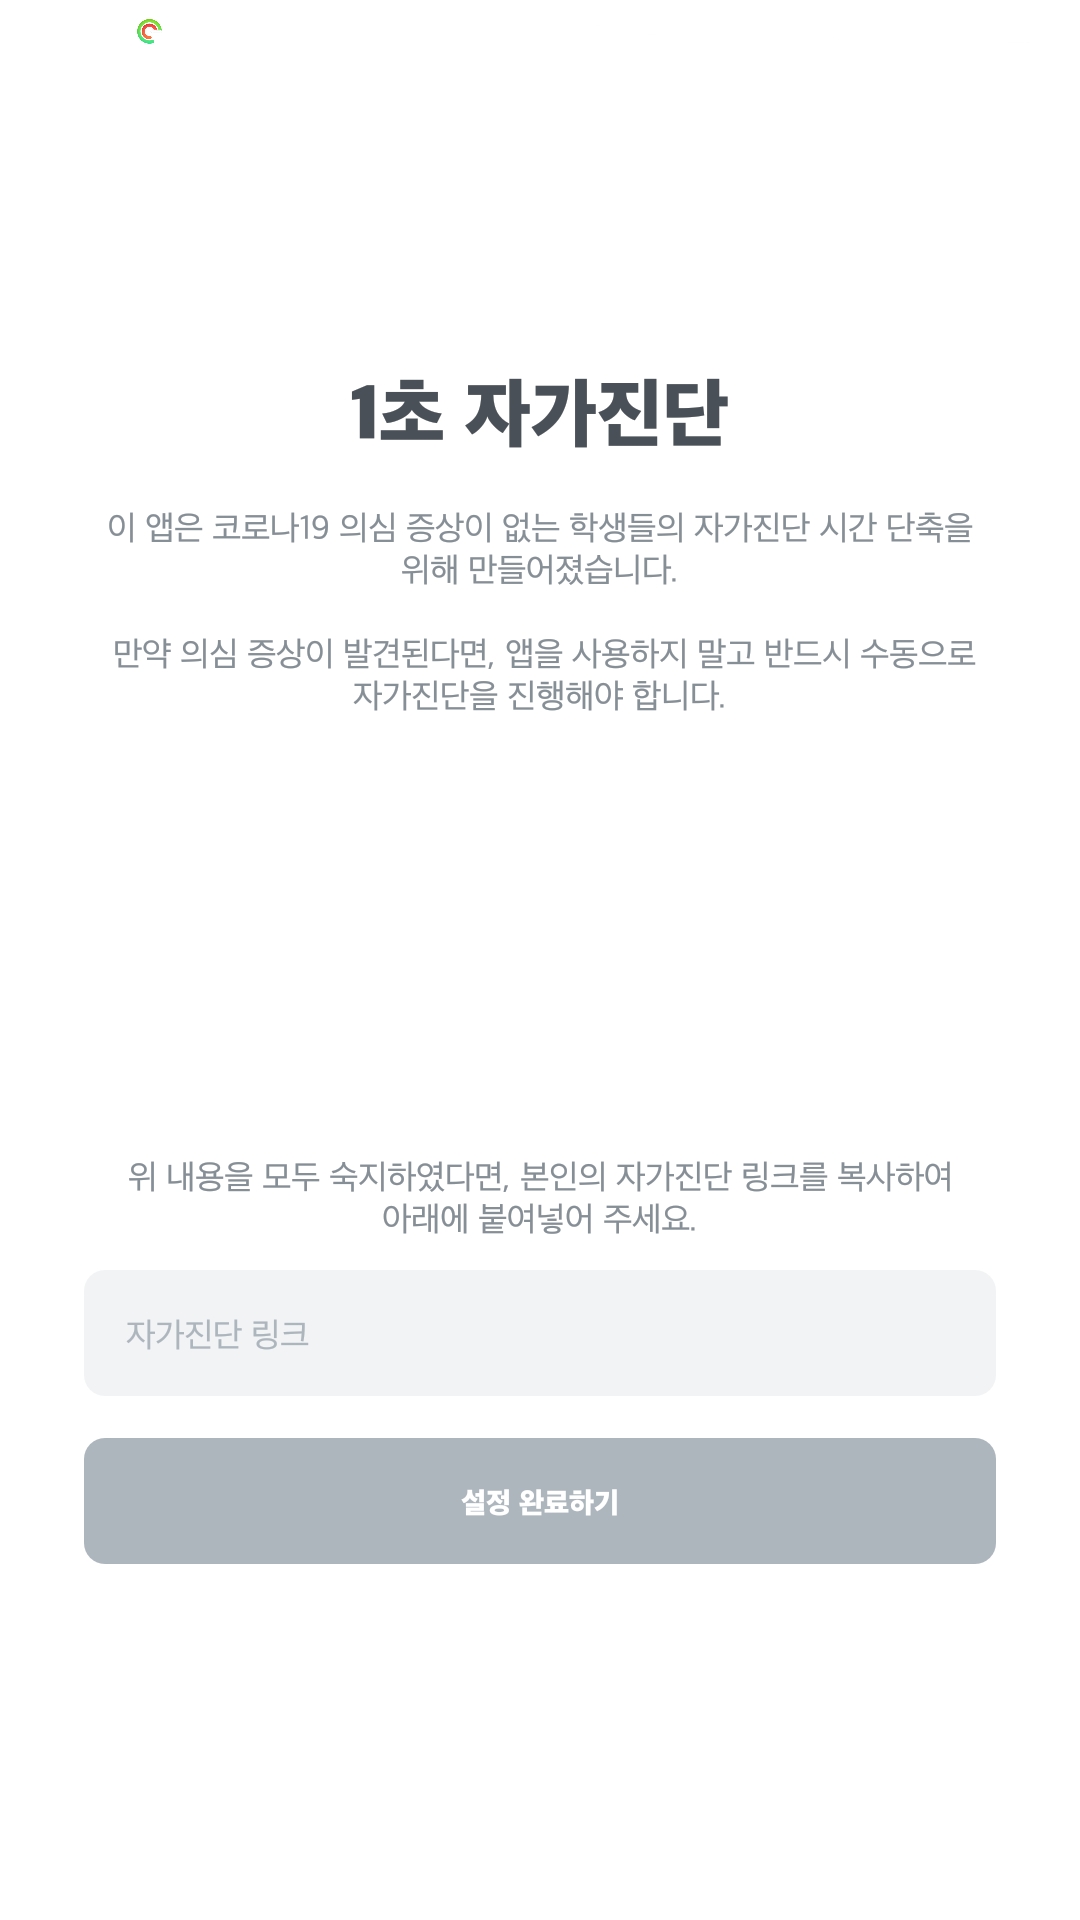 1초 자가진단
이 앱은 코로나19 의심 증상이 없는 학생들의 자가진단 시간 단축을
위해 만들어졌습니다.
만약 의심 증상이 발견된다면, 앱을 사용하지 말고 반드시 수동으로
자가진단을 진행해야 합니다.
위 내용을 모두 숙지하였다면, 본인의 자가진단 링크를 복사하여
아래에 붙여넣어 주세요.
자가진단 링크
설정 완료하기